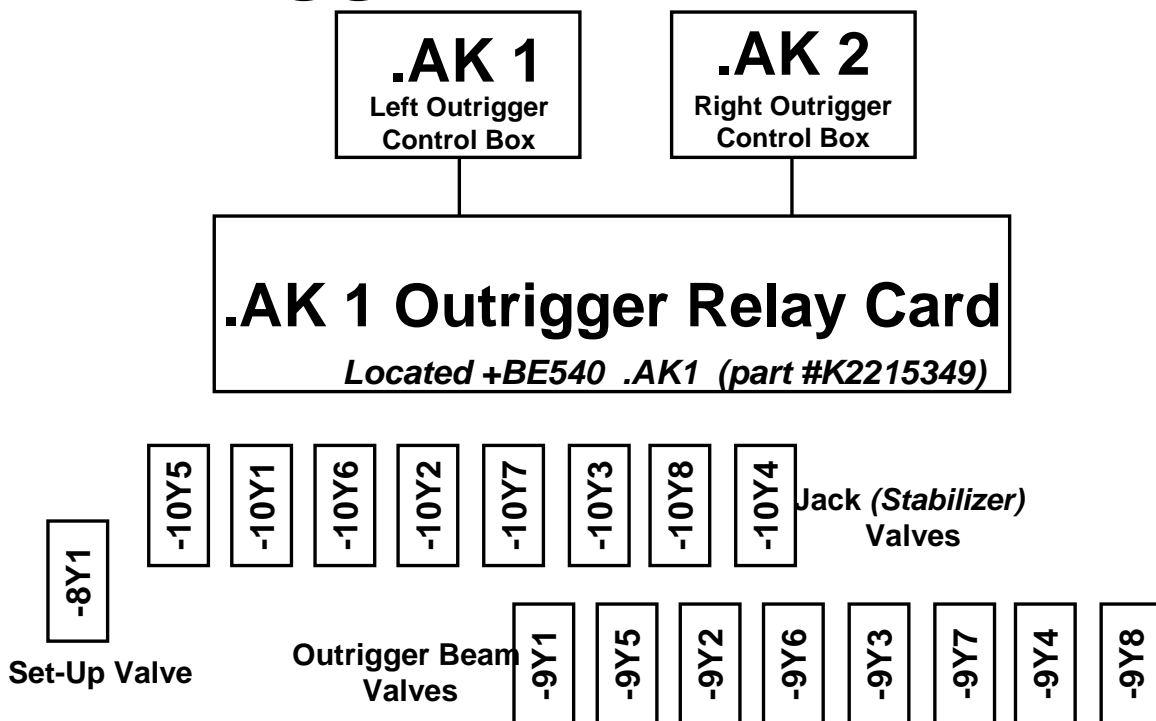 .AK 1
Left Outrigger
Control Box
.AK 2
Right Outrigger
Control Box
.AK 1 Outrigger Relay Card
Located +BE540 .AK1 (part #K2215349)
-10Y5
-10Y1
-10Y6
-10Y2
-10Y7
-10Y3
-10Y8
-10Y4
Jack (Stabilizer)
Valves
-8Y1
Set-Up Valve
Outrigger Beam
Valves
-9Y1
-9Y5
-9Y2
-9Y6
-9Y3
-9Y7
-9Y4
-9Y8